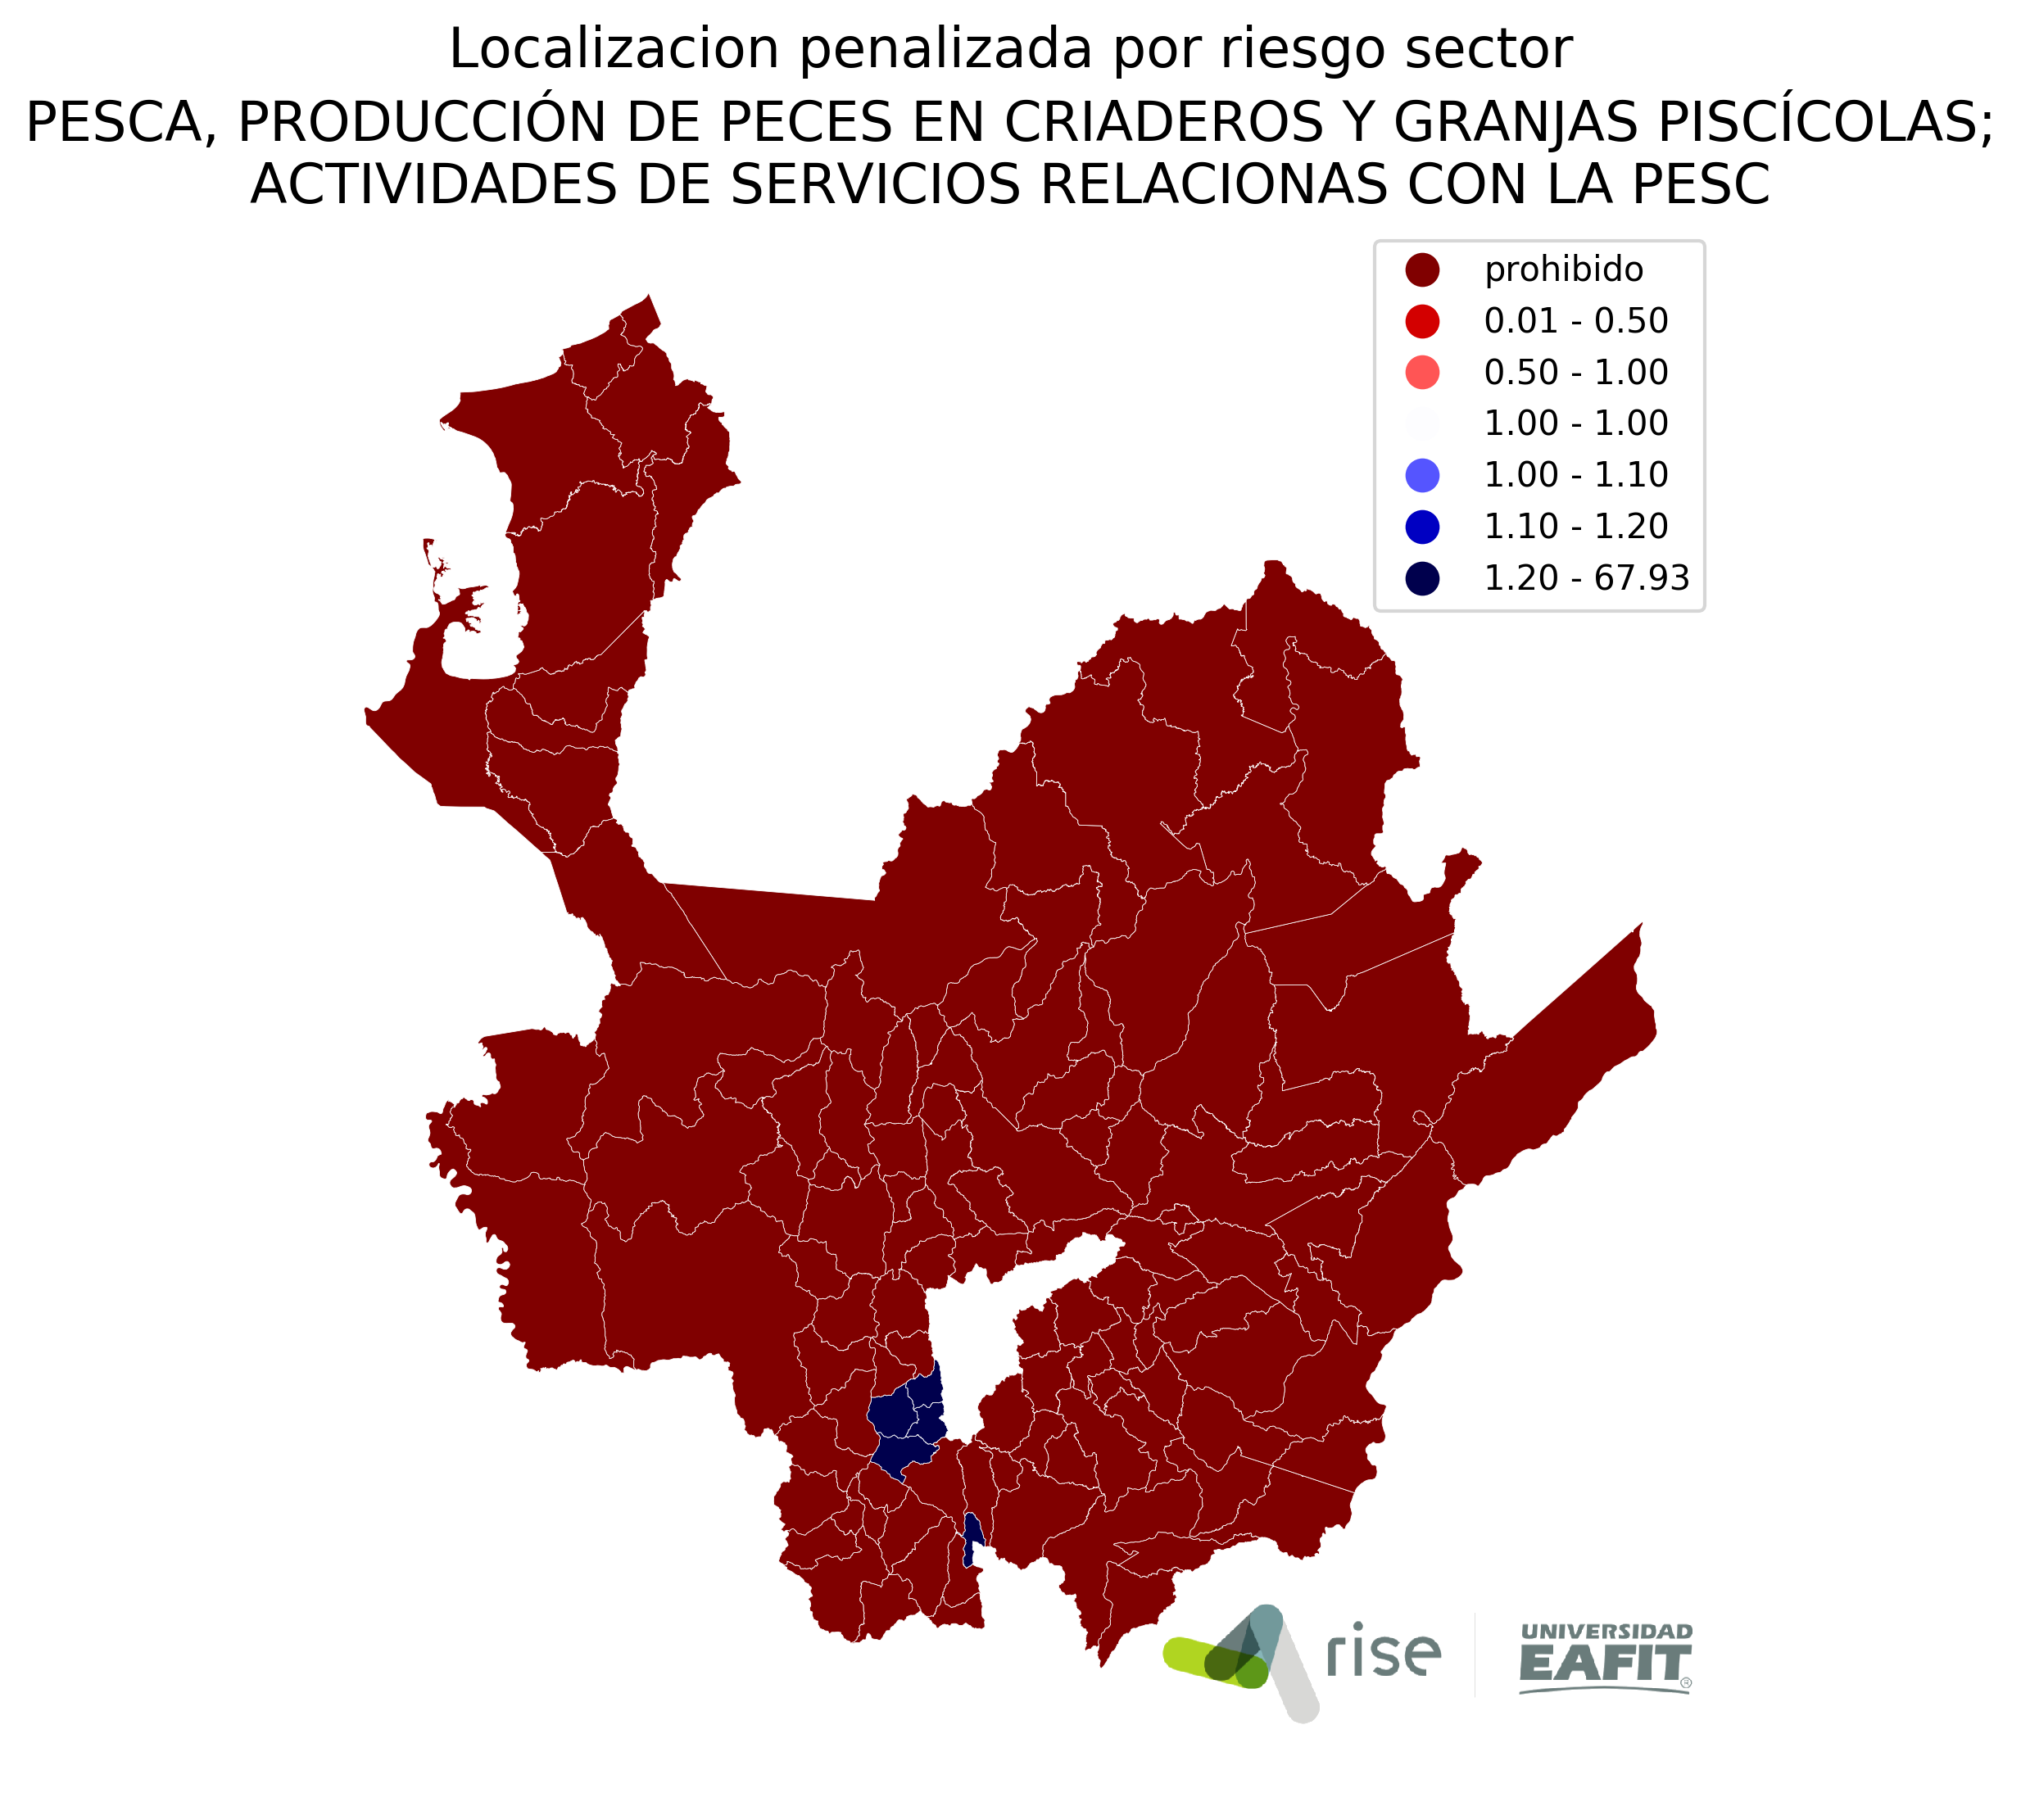 Localizacion penalizada por riesgo sector
PESCA, PRODUCCIÓN DE PECES EN CRIADEROS Y GRANJAS PISCÍCOLAS;
ACTIVIDADES DE SERVICIOS RELACIONAS CON LA PESC
prohibido
0.01 - 0.50
0.50 - 1.00
1.00 - 1.00
1.00 - 1.10
1.10 - 1.20
1.20 - 67.93
rise
UNIVERSIDAD
EAFIT®